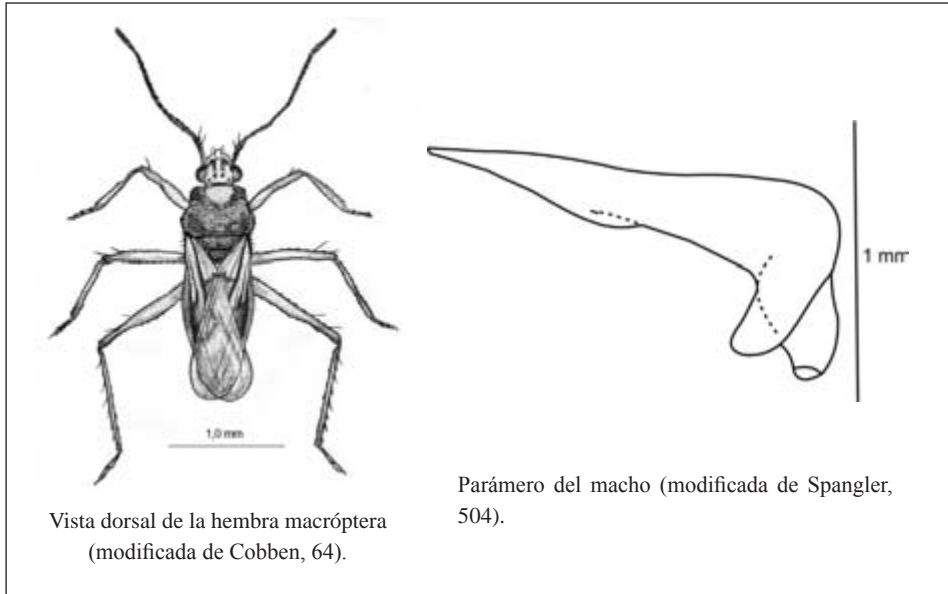 1,0 mm
Vista dorsal de la hembra macróptera
(modificada de Cobben, 64).
1 mm
Parámero del macho (modificada de Spangler,
504).